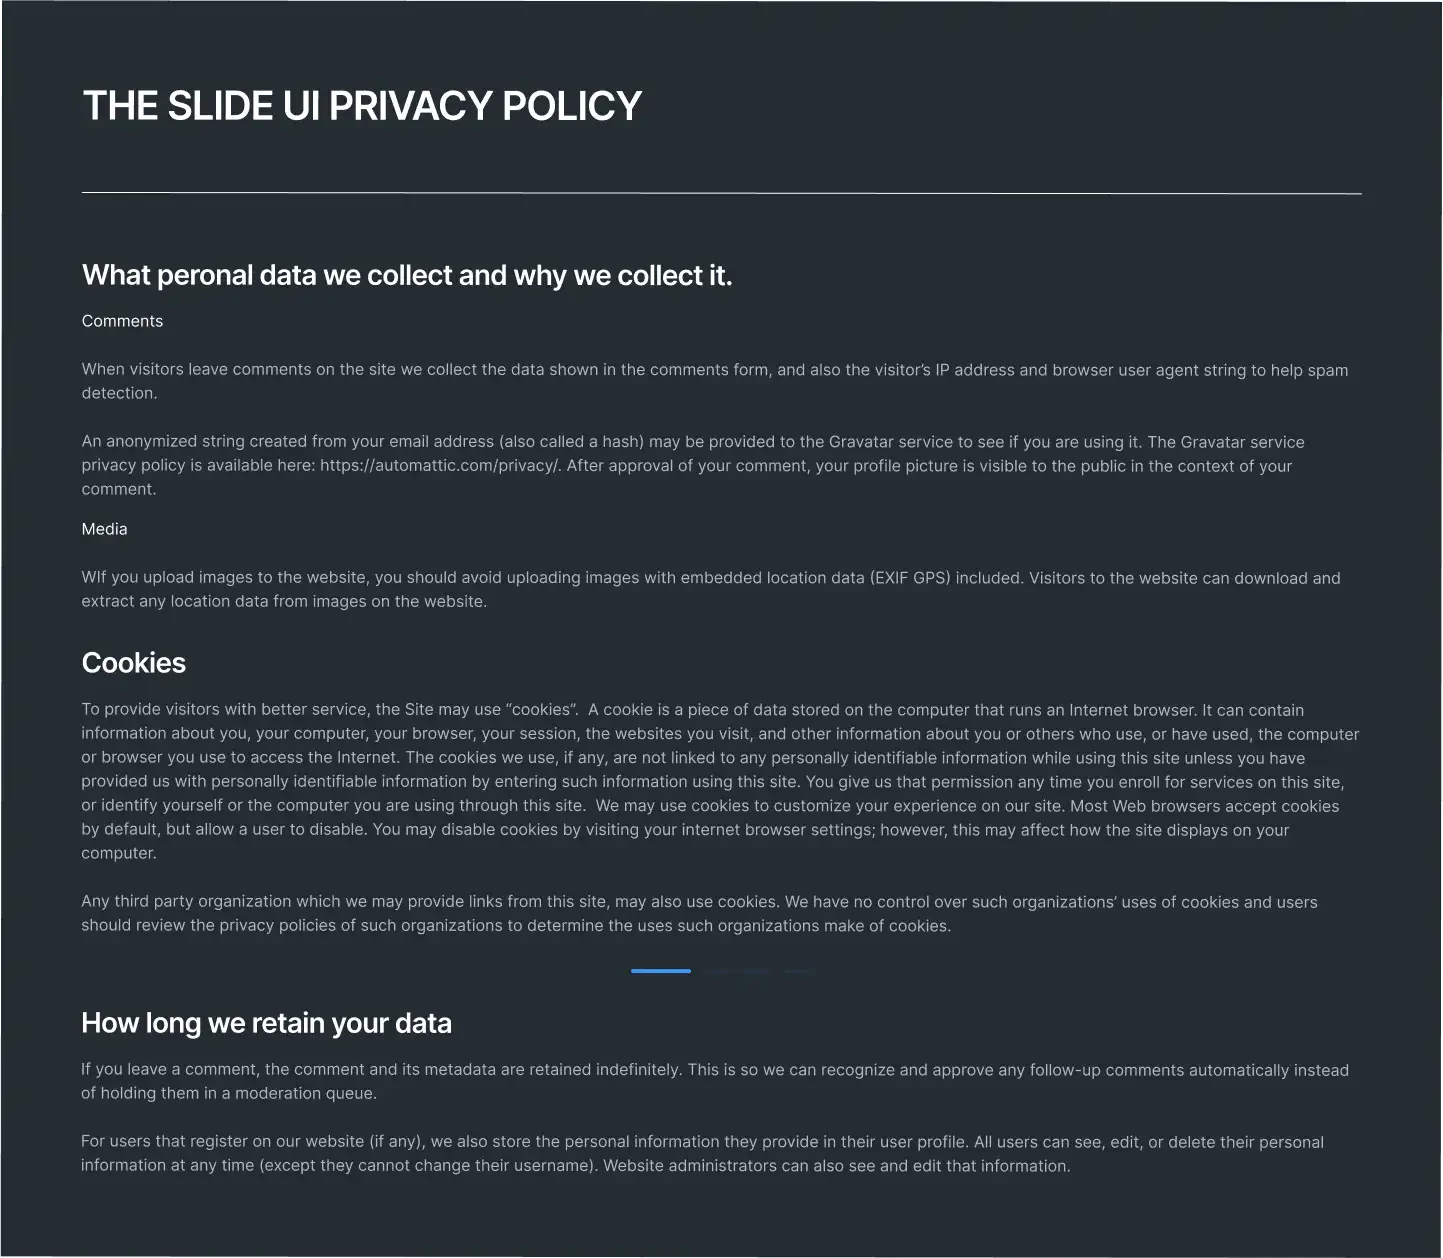 THE SLIDE UI PRIVACY POLICY
What peronal data we collect and why we collect it.
Comments
When visitors leave comments on the site we collect the data shown in the comments form, and also the visitor’s IP address and browser user agent string to help spam
detection.
An anonymized string created from your email address (also called a hash) may be provided to the Gravatar service to see if you are using it. The Gravatar service
privacy policy is available here: https://automattic.com/privacy/. After approval of your comment, your profile picture is visible to the public in the context of your
comment.
Media
WIf you upload images to the website, you should avoid uploading images with embedded location data (EXIF GPS) included. Visitors to the website can download and
extract any location data from images on the website.
Cookies
To provide visitors with better service, the Site may use “cookies”.  A cookie is a piece of data stored on the computer that runs an Internet browser. It can contain
information about you, your computer, your browser, your session, the websites you visit, and other information about you or others who use, or have used, the computer
or browser you use to access the Internet. The cookies we use, if any, are not linked to any personally identifiable information while using this site unless you have
provided us with personally identifiable information by entering such information using this site. You give us that permission any time you enroll for services on this site,
or identify yourself or the computer you are using through this site.  We may use cookies to customize your experience on our site. Most Web browsers accept cookies
by default, but allow a user to disable. You may disable cookies by visiting your internet browser settings; however, this may affect how the site displays on your
computer.
Any third party organization which we may provide links from this site, may also use cookies. We have no control over such organizations’ uses of cookies and users
should review the privacy policies of such organizations to determine the uses such organizations make of cookies.
How long we retain your data
If you leave a comment, the comment and its metadata are retained indefinitely. This is so we can recognize and approve any follow-up comments automatically instead
of holding them in a moderation queue.
For users that register on our website (if any), we also store the personal information they provide in their user profile. All users can see, edit, or delete their personal
information at any time (except they cannot change their username). Website administrators can also see and edit that information.